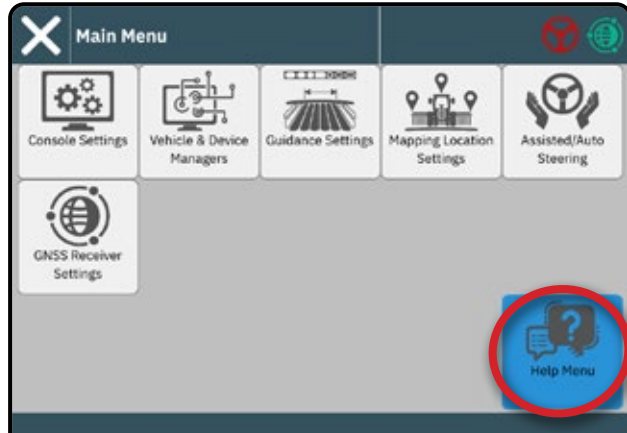 Main Menu
Console Settings
Vehicle & Device
Managers
Guidance Settings
Mapping Location
Settings
Assisted/Auto
Steering
GNSS Receiver
Settings
?
Help Menu